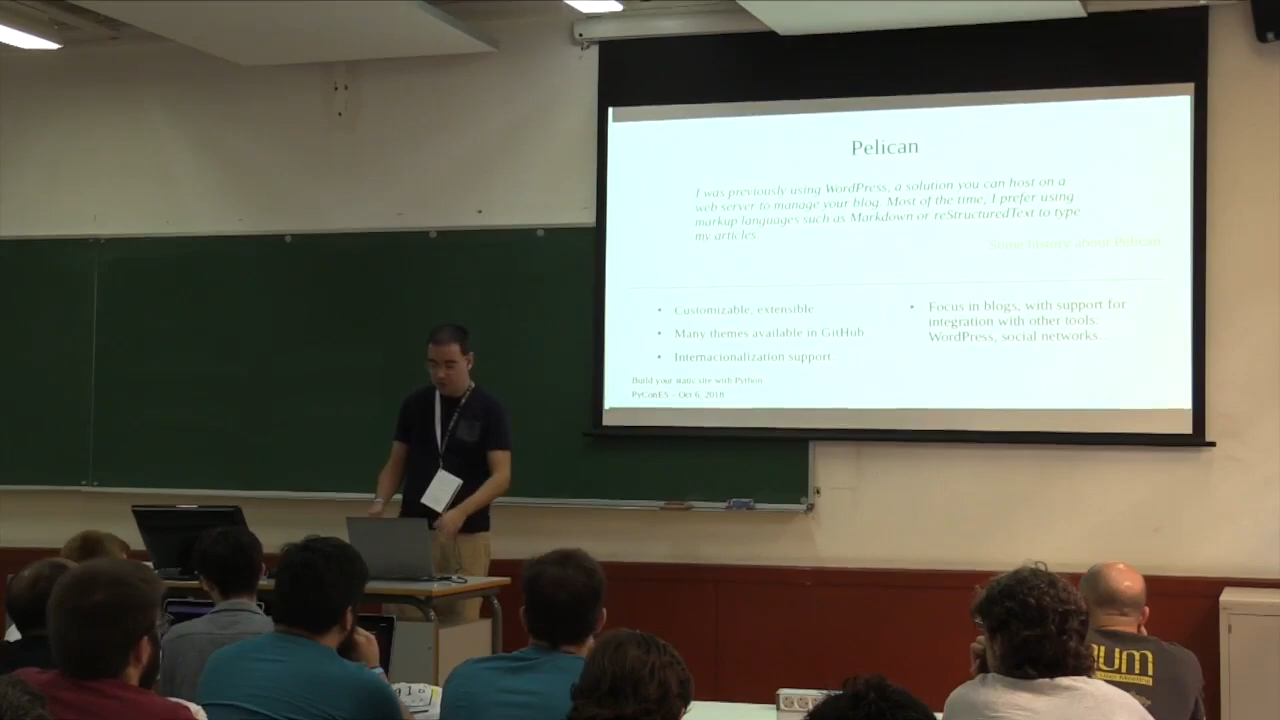 Pelican
I was previously using WordPress, a solution you can host on a
web server to manage your blog. Most of the time, I prefer using
markup languages such as Markdown or reStructuredText to type
my articles
Some history about Pelican
• Customizable, extensible
• Many themes available in GitHub
• Internacionalization support
• Focus in blogs, with support for
integration with other tools.
WordPress, social networks...
Build your static site with Python
PyConES – Oct 6, 2018